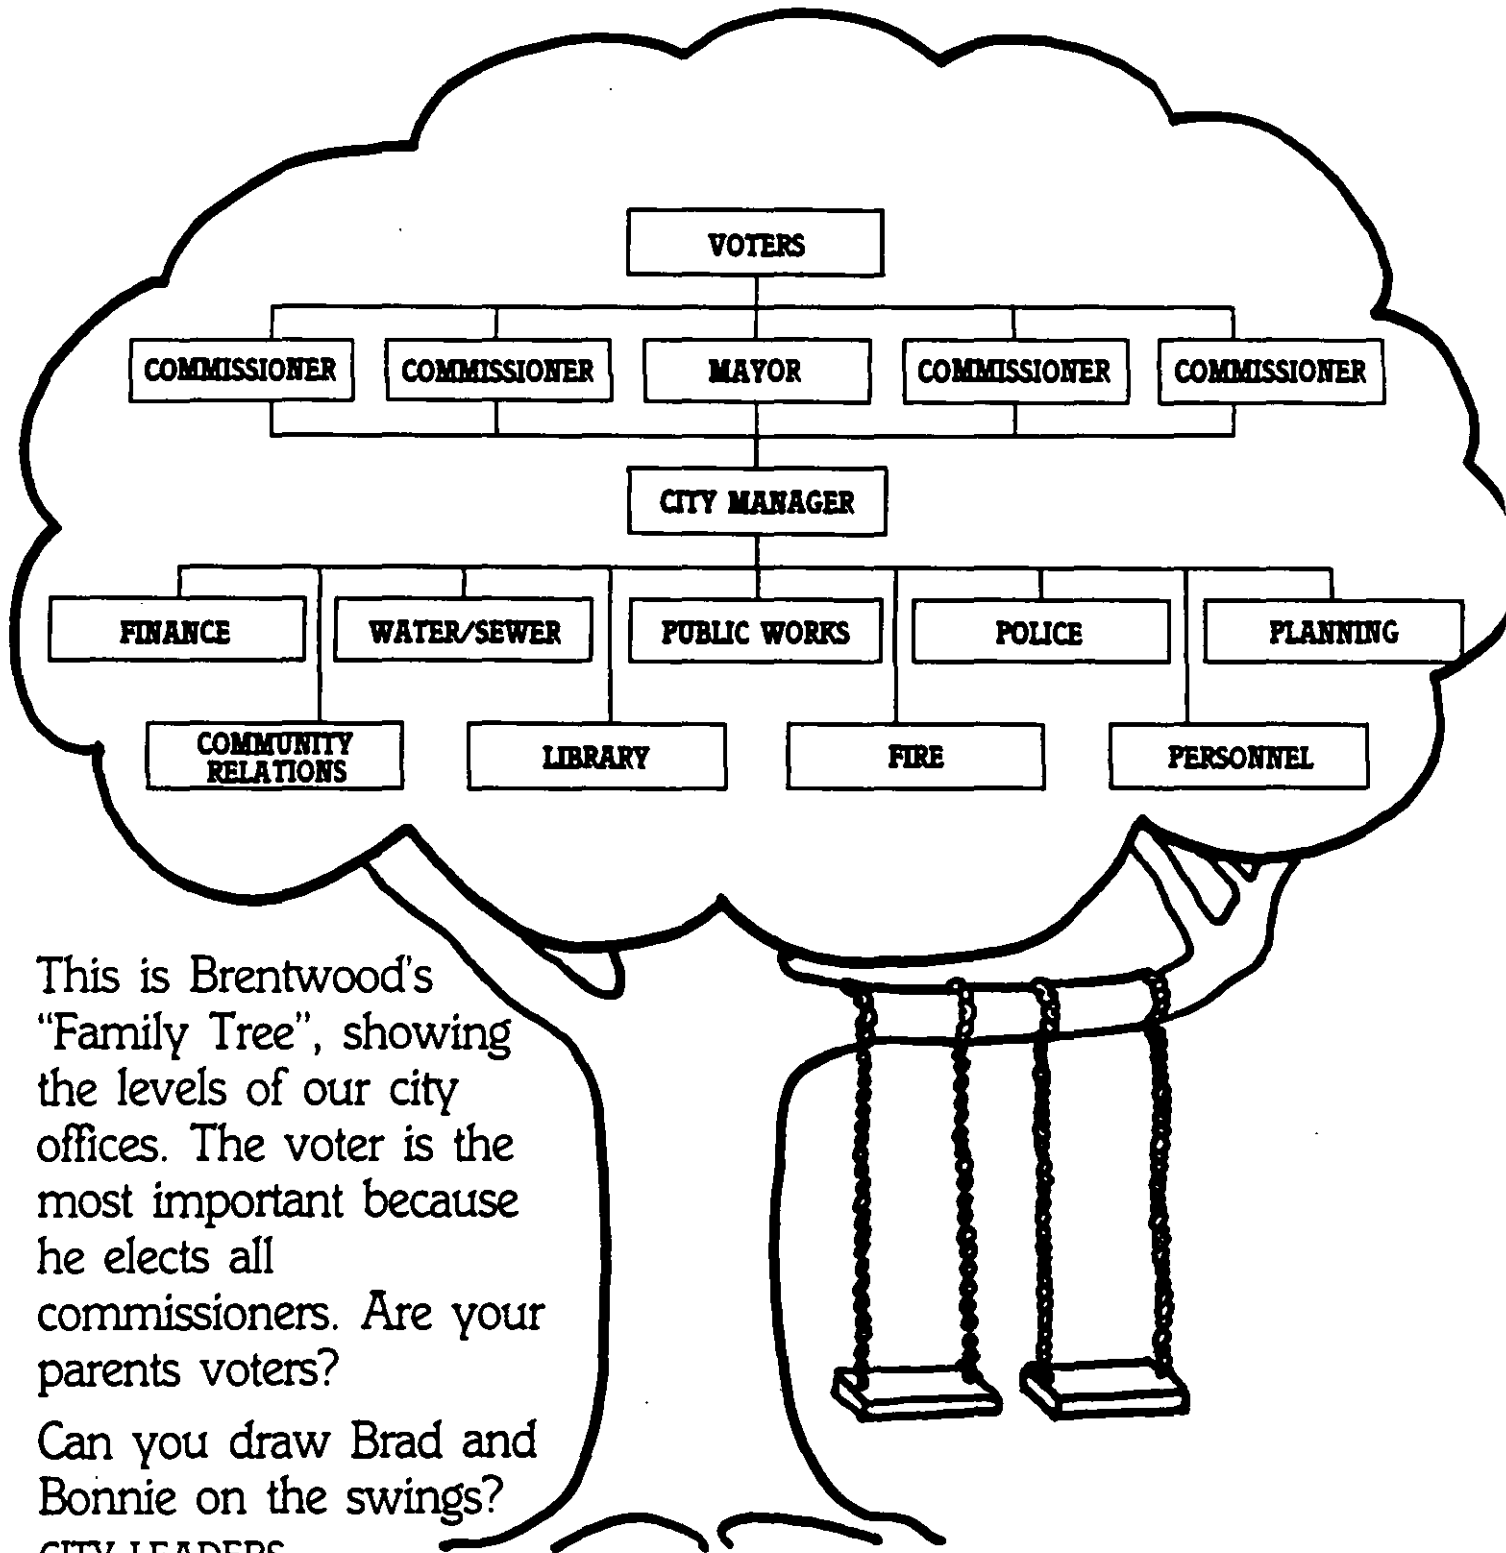 VOTERS
COMMISSIONER COMMISSIONER MAYOR COMMISSIONER COMMISSIONER
CITY MANAGER
FINANCE WATER/SEWER PUBLIC WORKS POLICE PLANNING
COMMUNITY
RELATIONS
LIBRARY FIRE PERSONNEL
This is Brentwood's
“Family Tree”, showing
the levels of our city
offices. The voter is the
most important because
he elects all
commissioners. Are your
parents voters?
Can you draw Brad and
Bonnie on the swings?
CITY LEADERS